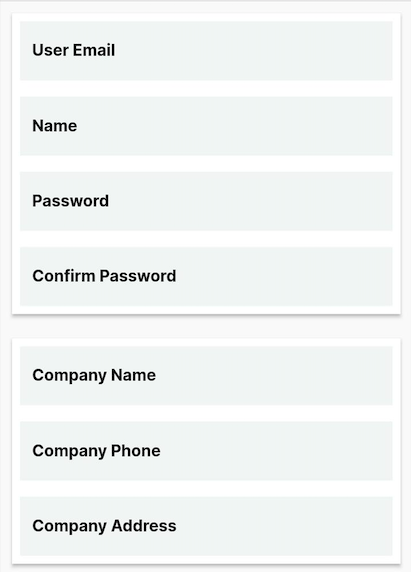 User Email
Name
Password
Confirm Password
Company Name
Company Phone
Company Address